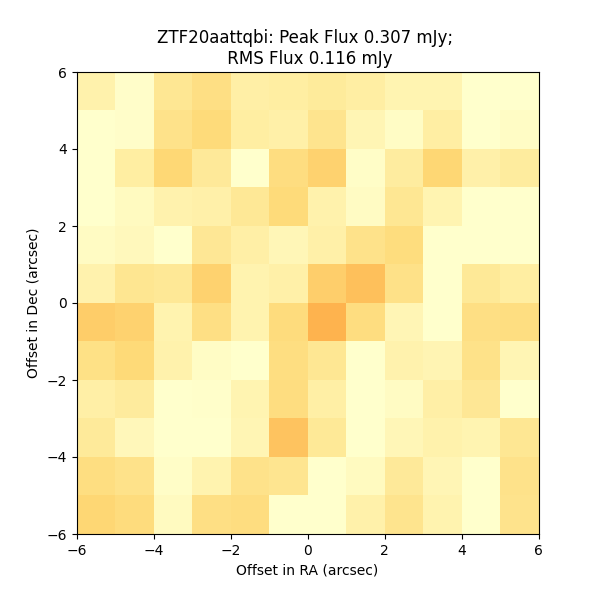 ZTF20aattqbi: Peak Flux 0.307 mJy;
RMS Flux 0.116 mJy
6
4
2
0
−2
−4
−6
Offset in Dec (arcsec)
−6 −4 −2 0 2 4 6
Offset in RA (arcsec)